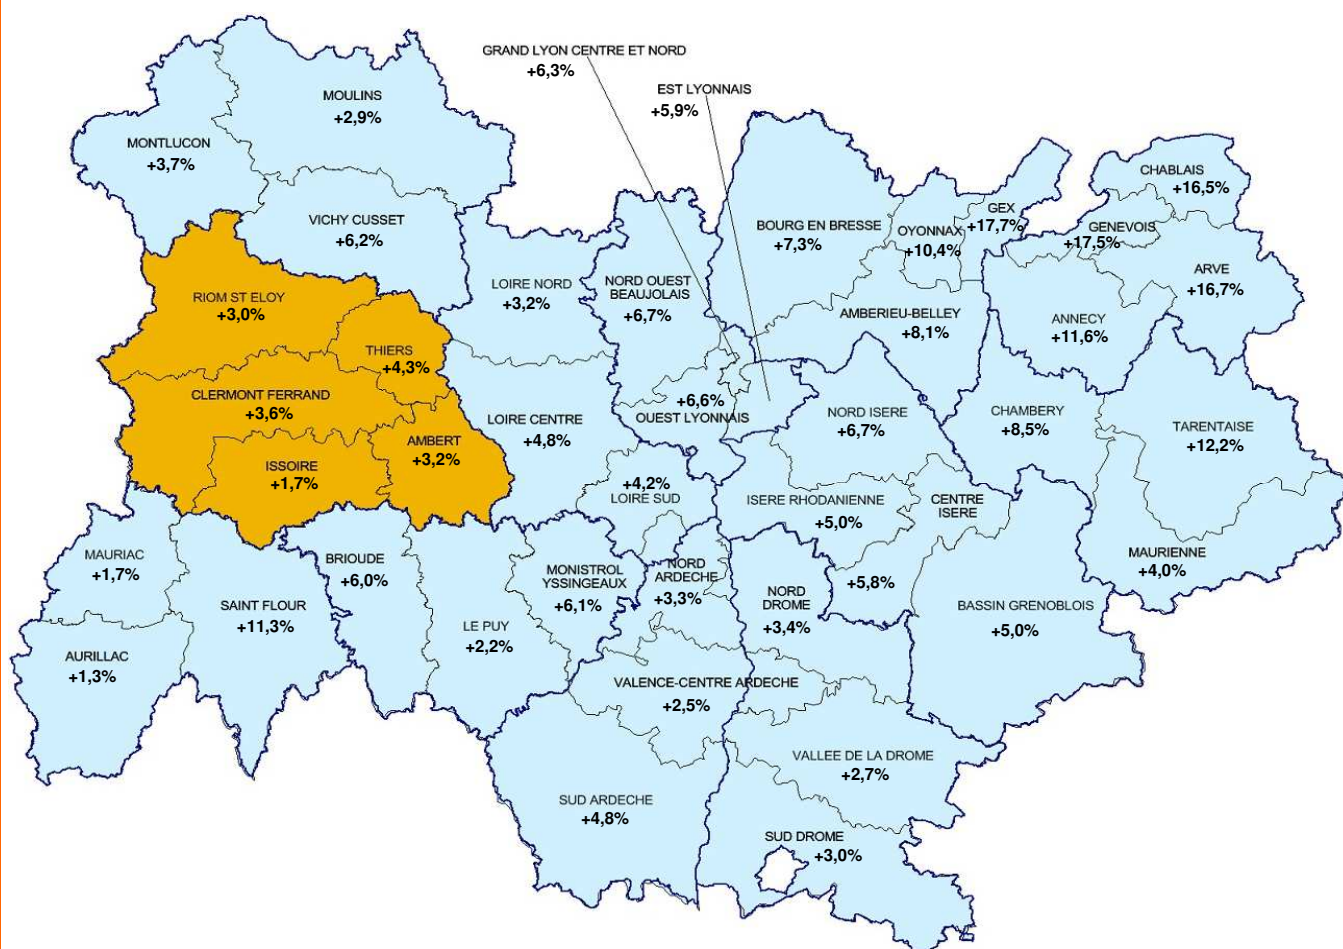 GRAND LYON CENTRE ET NORD
+6,3%
EST LYONNAIS
+5,9%
MOULINS
+2,9%
MONTLUCON
+3,7%
CHABLAIS
+16,5%
VICHY CUSSET
+6,2%
BOURG EN BRESSE
+7,3%
OYONNAX
+10,4%
GEX
+17,7%
GENEVOIS
+17,5%
ARVE
+16,7%
RIOM ST ELOY
+3,0%
LOIRE NORD
+3,2%
NORD OUEST
BEAUJOLAIS
+6,7%
AMBERIEU-BELLEY
+8,1%
ANNECY
+11,6%
THIERS
+4,3%
CLERMONT FERRAND
+3,6%
LOIRE CENTRE
+4,8%
+6,6%
OUEST LYONNAIS
NORD ISERE
+6,7%
CHAMBERY
+8,5%
TARENTAISE
+12,2%
AMBERT
+3,2%
ISSOIRE
+1,7%
+4,2%
LOIRE SUD
ISERE RHODANIENNE
+5,0%
CENTRE
ISERE
+5,8%
MAURIAC
+1,7%
BRIOUDE
+6,0%
MONISTROL
YSSINGEAUX
+6,1%
NORD
ARDECHE
+3,3%
NORD
DROME
+3,4%
MAURIENNE
+4,0%
SAINT FLOUR
+11,3%
LE PUY
+2,2%
BASSIN GRENOBLOIS
+5,0%
AURILLAC
+1,3%
VALENCE-CENTRE ARDECHE
+2,5%
VALLEE DE LA DROME
+2,7%
SUD ARDECHE
+4,8%
SUD DROME
+3,0%